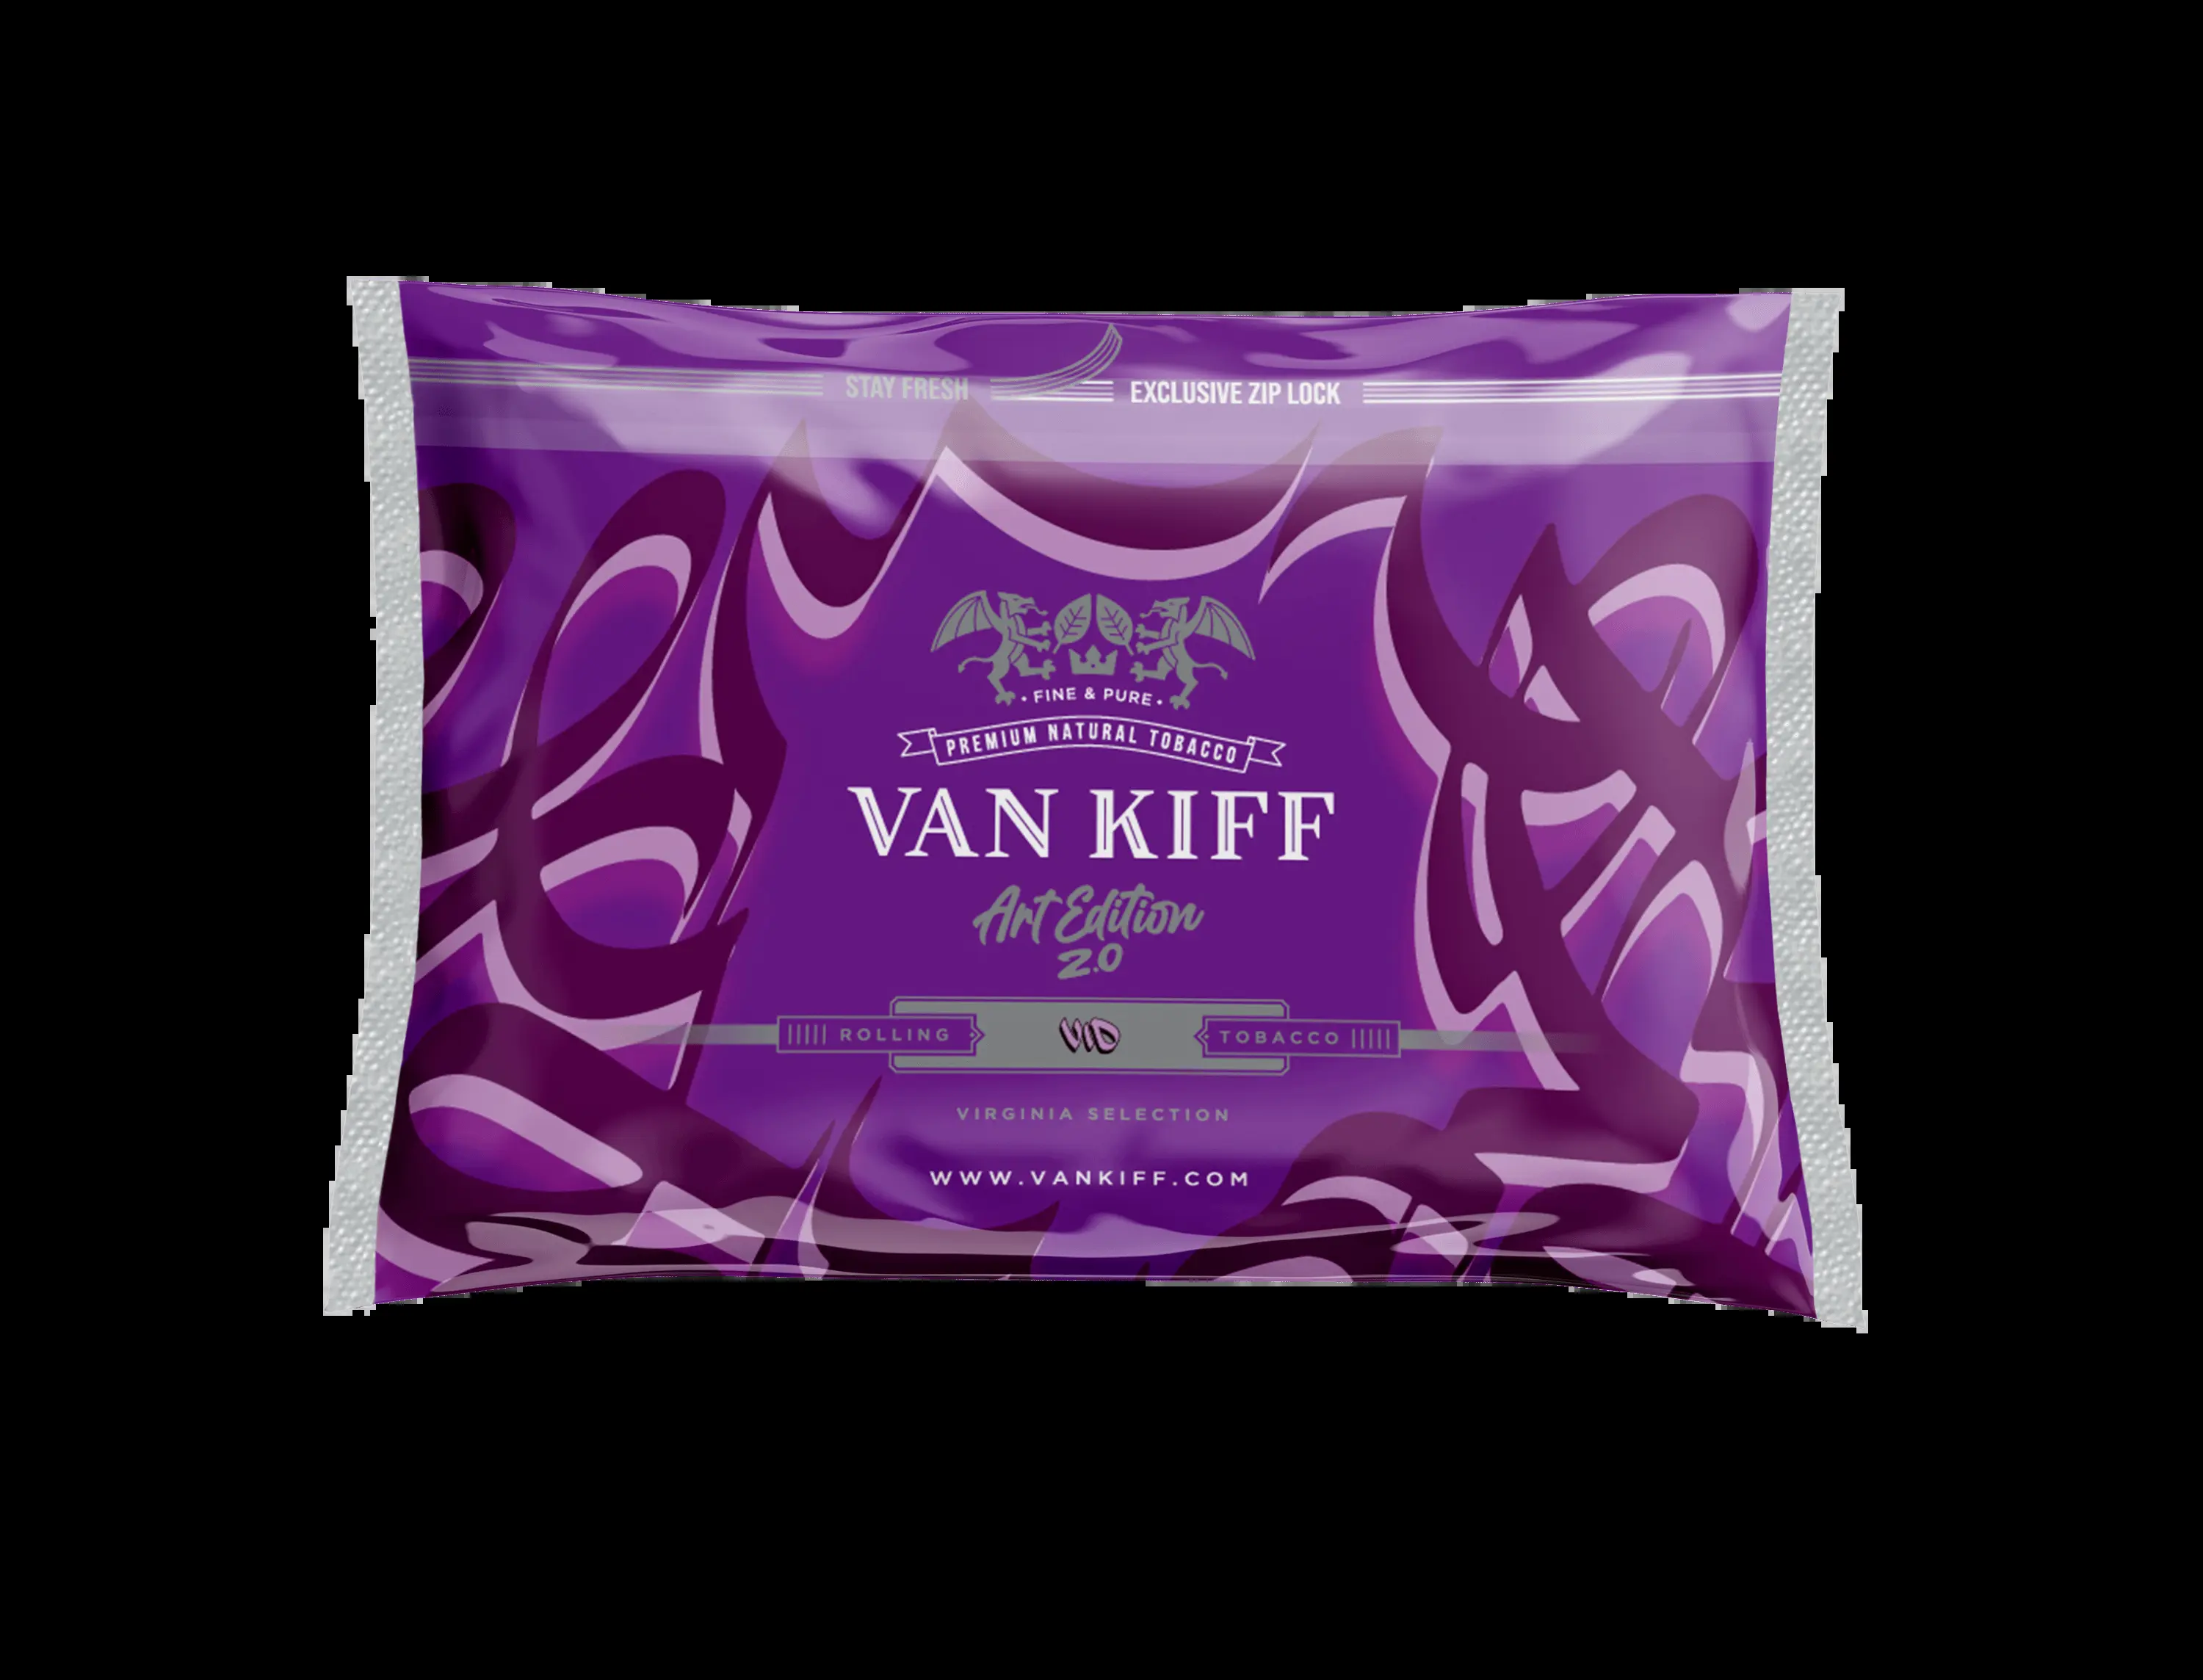 STAY FRESH EXCLUSIVE ZIP LOCK
• FINE & PURE •
PREMIUM NATURAL TOBACCO
VAN KIFF
Art Edition
2.0
ROLLING VID TOBACCO
VIRGINIA SELECTION
WWW.VANKIFF.COM